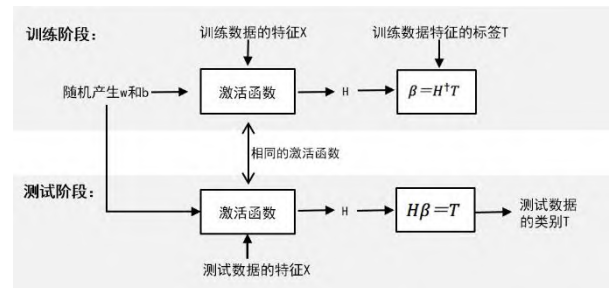 训练阶段：
训练数据的特征X
训练数据特征的标签T
随机产生w和b
激活函数
H
β＝H†T
相同的激活函数
测试阶段：
激活函数
H
Hβ＝T
测试数据
的类别T
测试数据的特征X